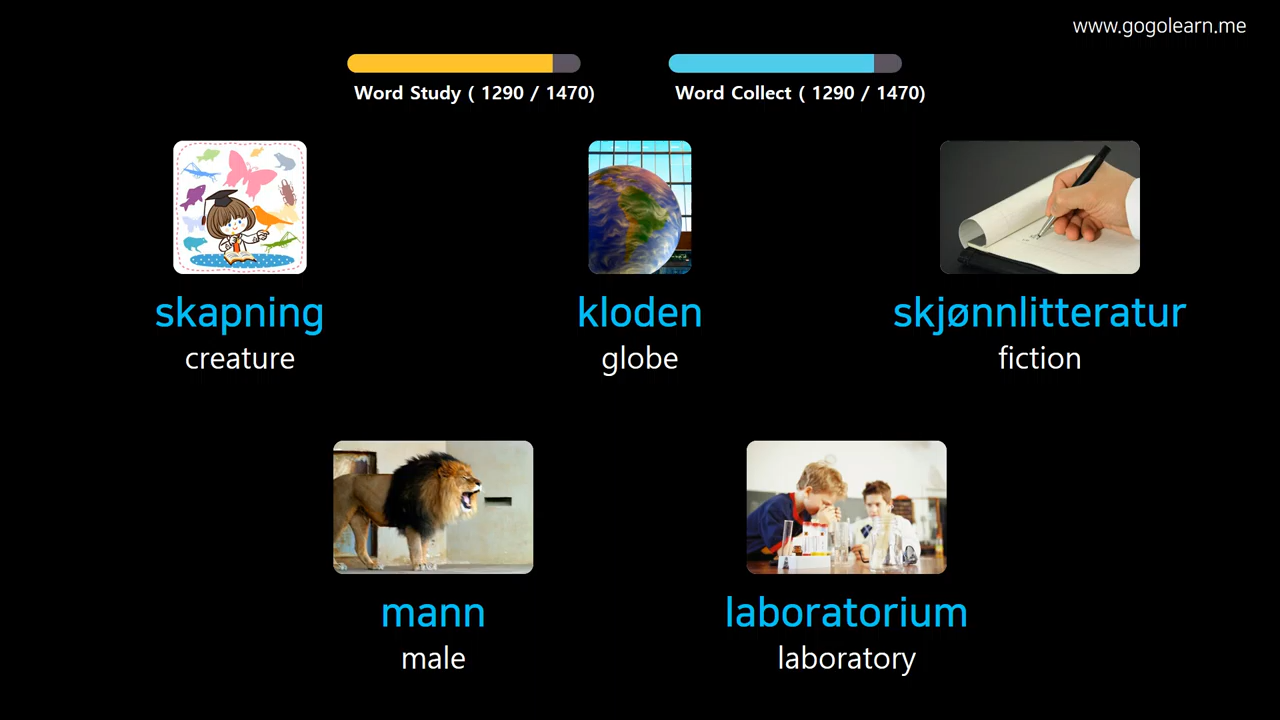 www.gogolearn.me
Word Study ( 1290 / 1470)
Word Collect ( 1290 / 1470)
skapning
creature
kloden
globe
skjønnlitteratur
fiction
mann
male
laboratorium
laboratory